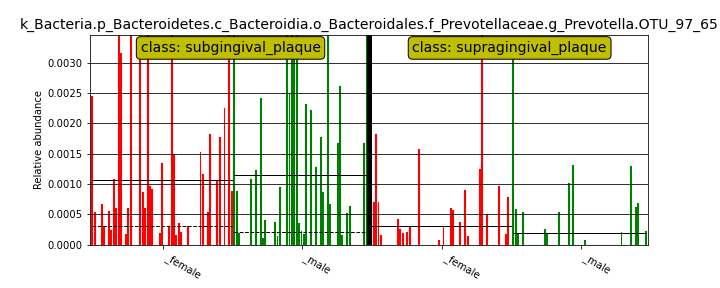 k_Bacteria.p_Bacteroidetes.c_Bacteroidia.o_Bacteroidales.f_Prevotellaceae.g_Prevotella.OTU_97_65
class: subgingival_plaque
class: supragingival_plaque
Relative abundance
0.0030
0.0025
0.0020
0.0015
0.0010
0.0005
0.0000
_female
_male
_female
_male